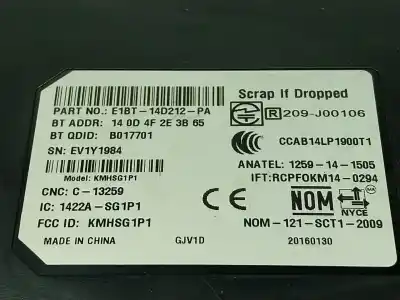 PART NO.: E1BT-14D212-PA
BT ADDR: 14 0D 4F 2E 3B 65
BT QDID: B017701
SN: EV1Y1984
Model: KMHSG1P1
CNC: C-13259
IC: 1422A-SG1P1
FCC ID: KMHSG1P1
MADE IN CHINA
GJV1D
Scrap If Dropped
R 209-J00106
CCC
CCAB14LP1900T1
ANATEL: 1259-14-1505
IFT:RCPFOKM14-0294
CE
NOM
NYCE
NOM-121-SCT1-2009
20160130